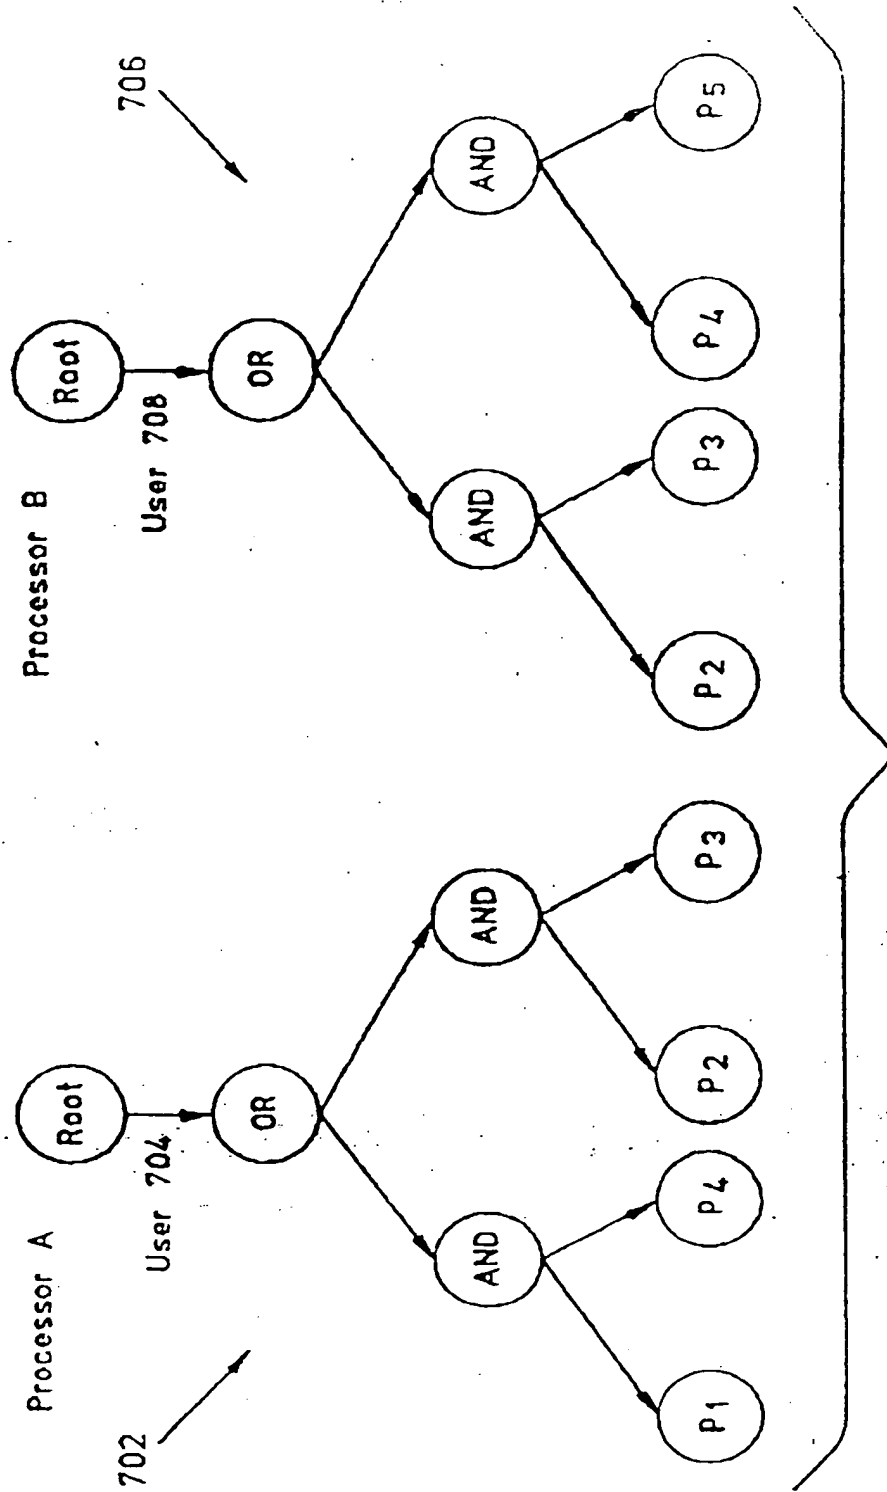 702
Processor A
Root
User 704
OR
AND
AND
P1
P4
P2
P3
706
Processor B
Root
User 708
OR
AND
AND
P2
P3
P4
P5